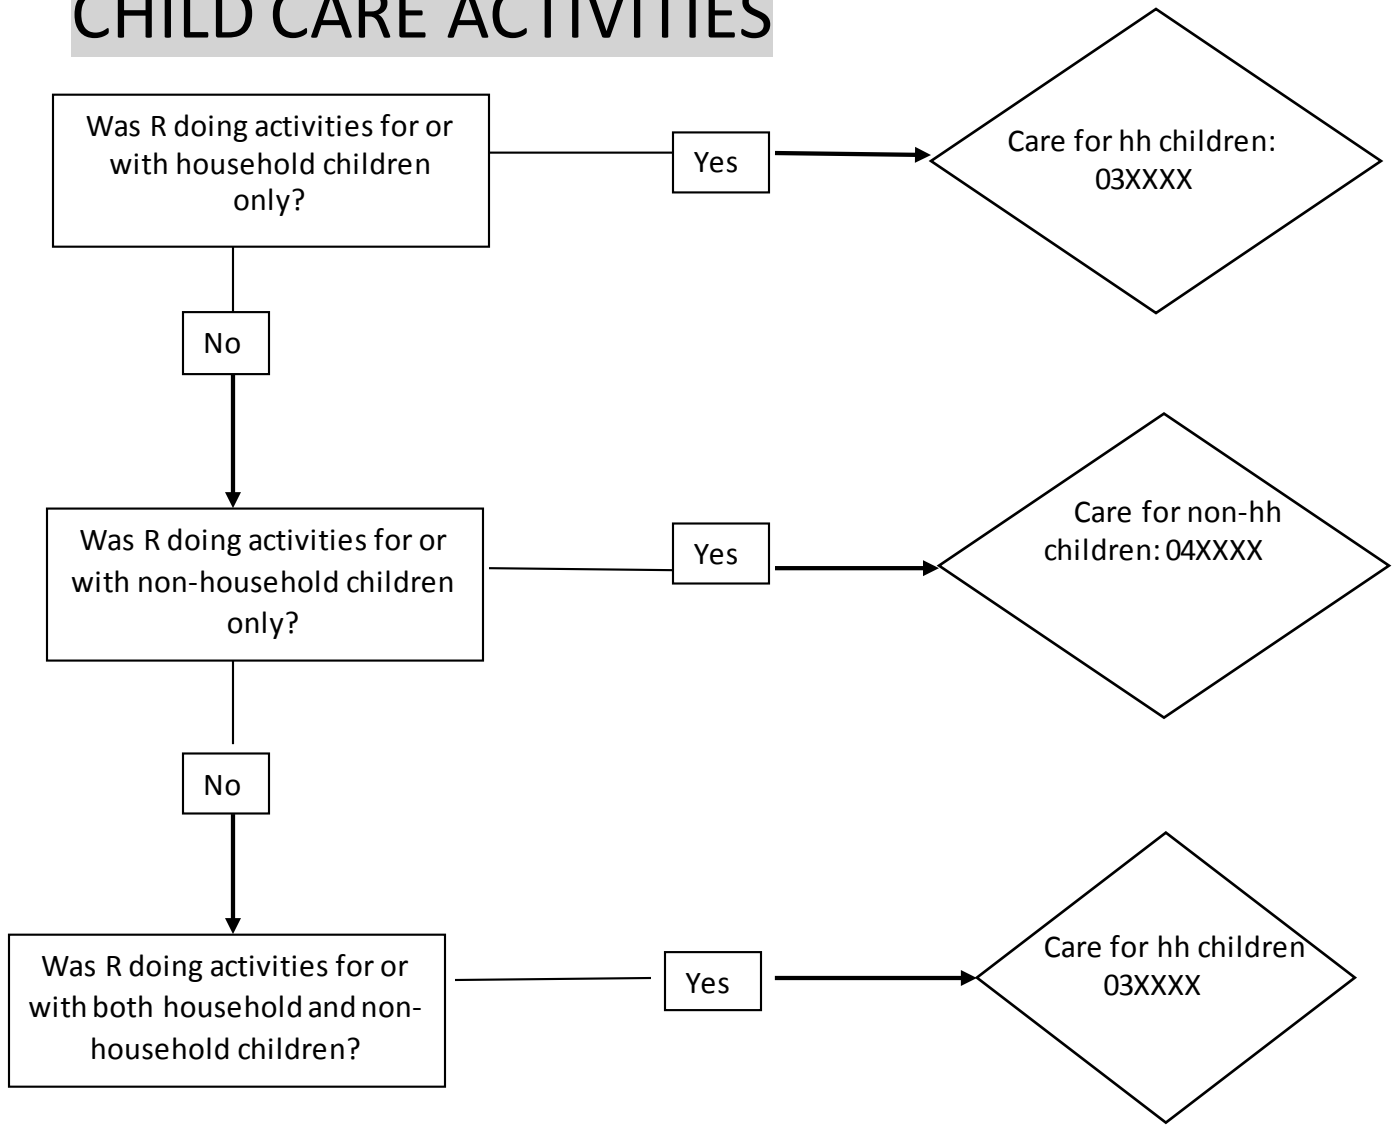 CHILD CARE ACTIVITIES
Was R doing activities for or
with household children
only?
Yes
Care for hh children:
03XXXX
No
Was R doing activities for or
with non-household children
only?
Yes
Care for non-hh
children: 04XXXX
No
Was R doing activities for or
with both household and non-
household children?
Yes
Care for hh children
03XXXX